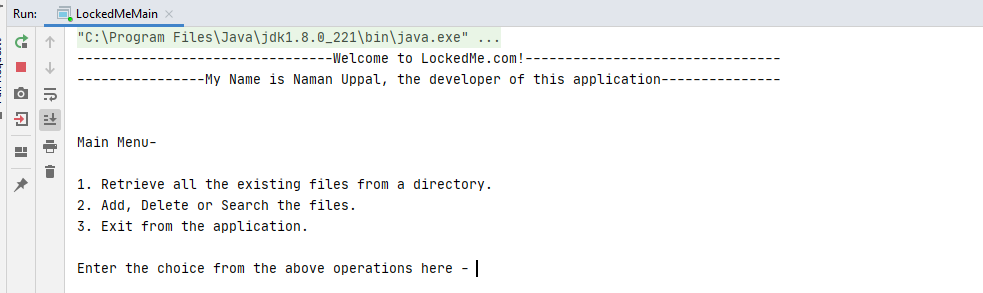 Run: LockedMeMain
"C:\Program Files\Java\jdk1.8.0_221\bin\java.exe" ...
--------------------------------Welcome to LockedMe.com!--------------------------------
----------------My Name is Naman Uppal, the developer of this application---------------
Main Menu-
1. Retrieve all the existing files from a directory.
2. Add, Delete or Search the files.
3. Exit from the application.
Enter the choice from the above operations here -